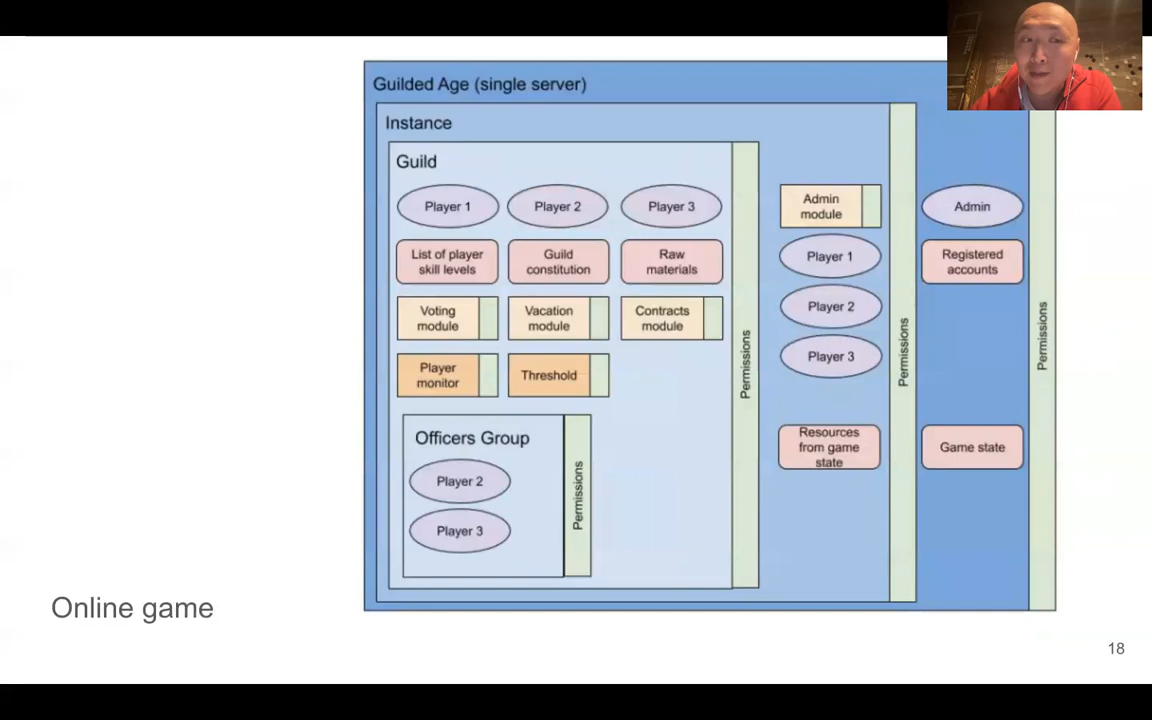 Guilded Age (single server)
Instance
Guild
Player 1
Player 2
Player 3
List of player
skill levels
Guild
constitution
Raw
materials
Voting
module
Vacation
module
Contracts
module
Player
monitor
Threshold
Officers Group
Player 2
Player 3
Permissions
Permissions
Admin
module
Player 1
Player 2
Player 3
Resources
from game
state
Permissions
Admin
Registered
accounts
Game state
Permissions
Online game
18